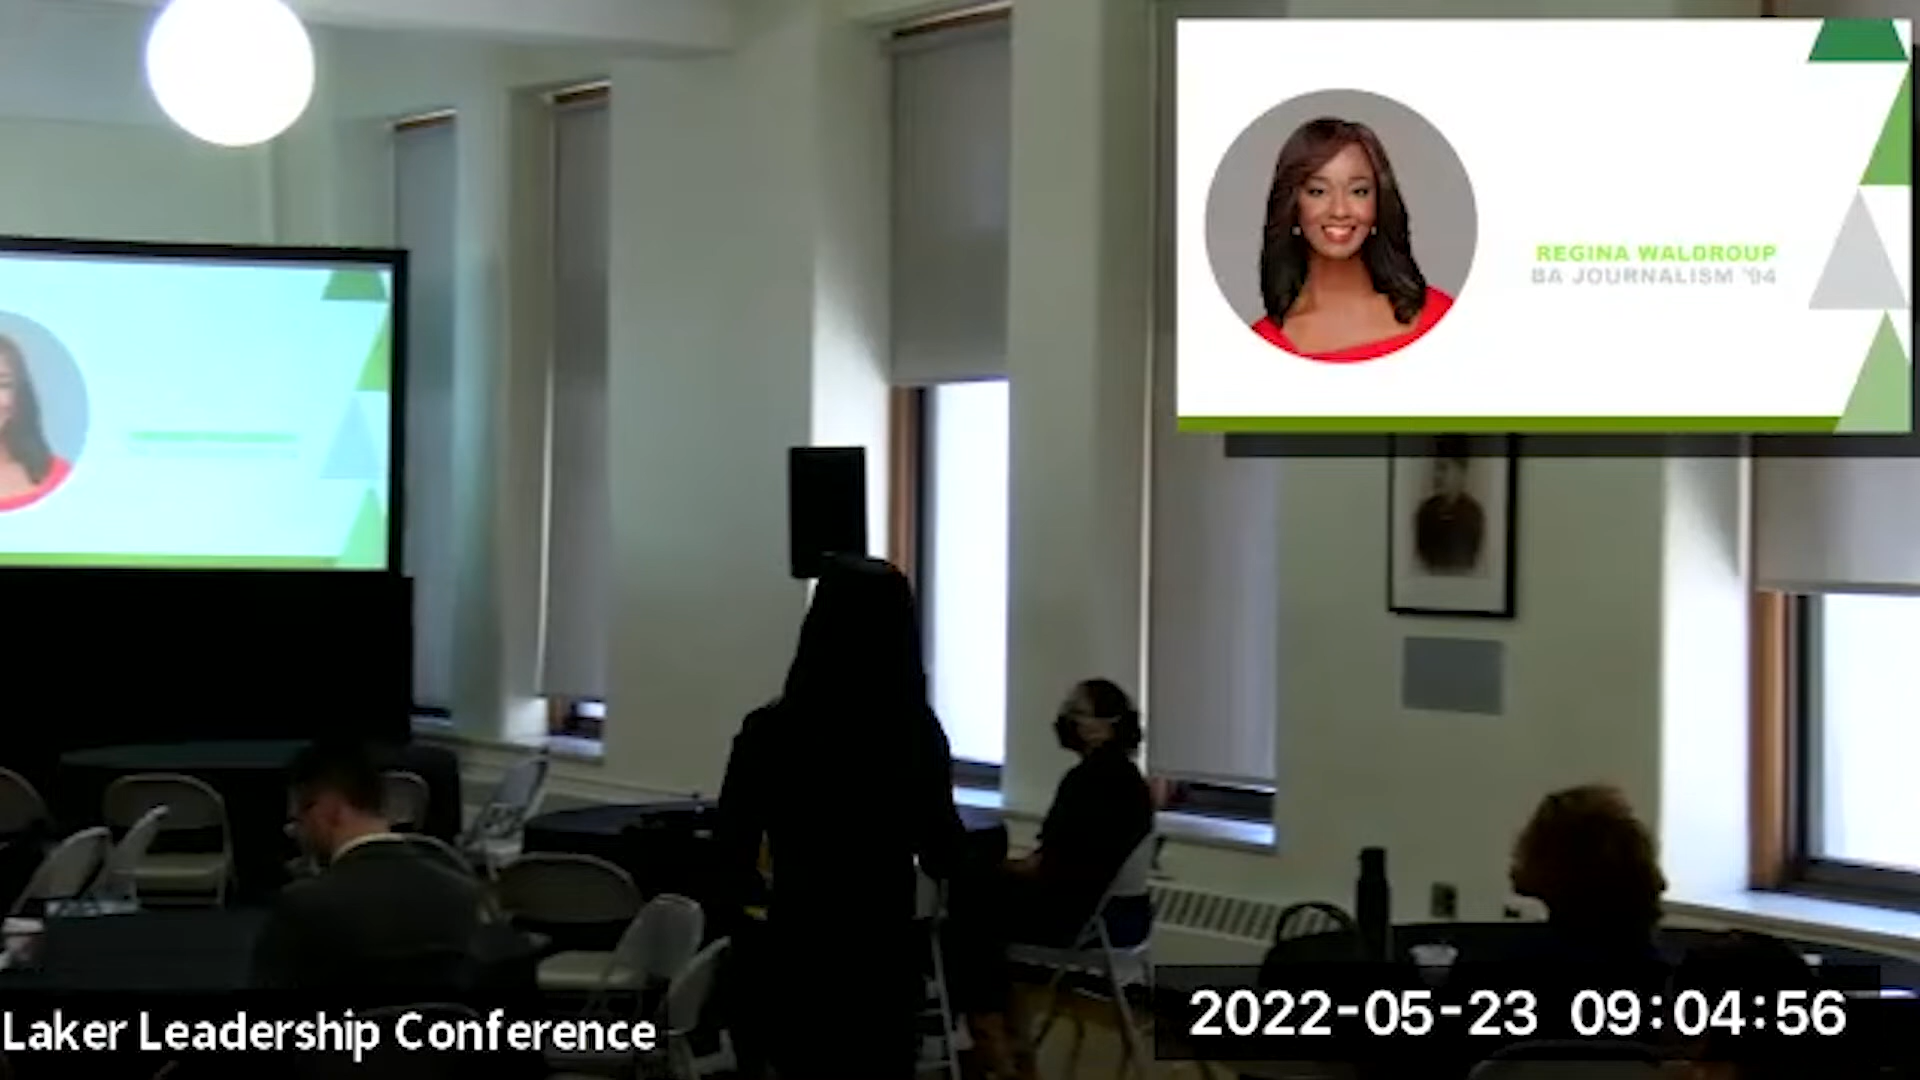 REGINA WALDROUP
BA JOURNALISM '04
Laker Leadership Conference
2022-05-23 09:04:56